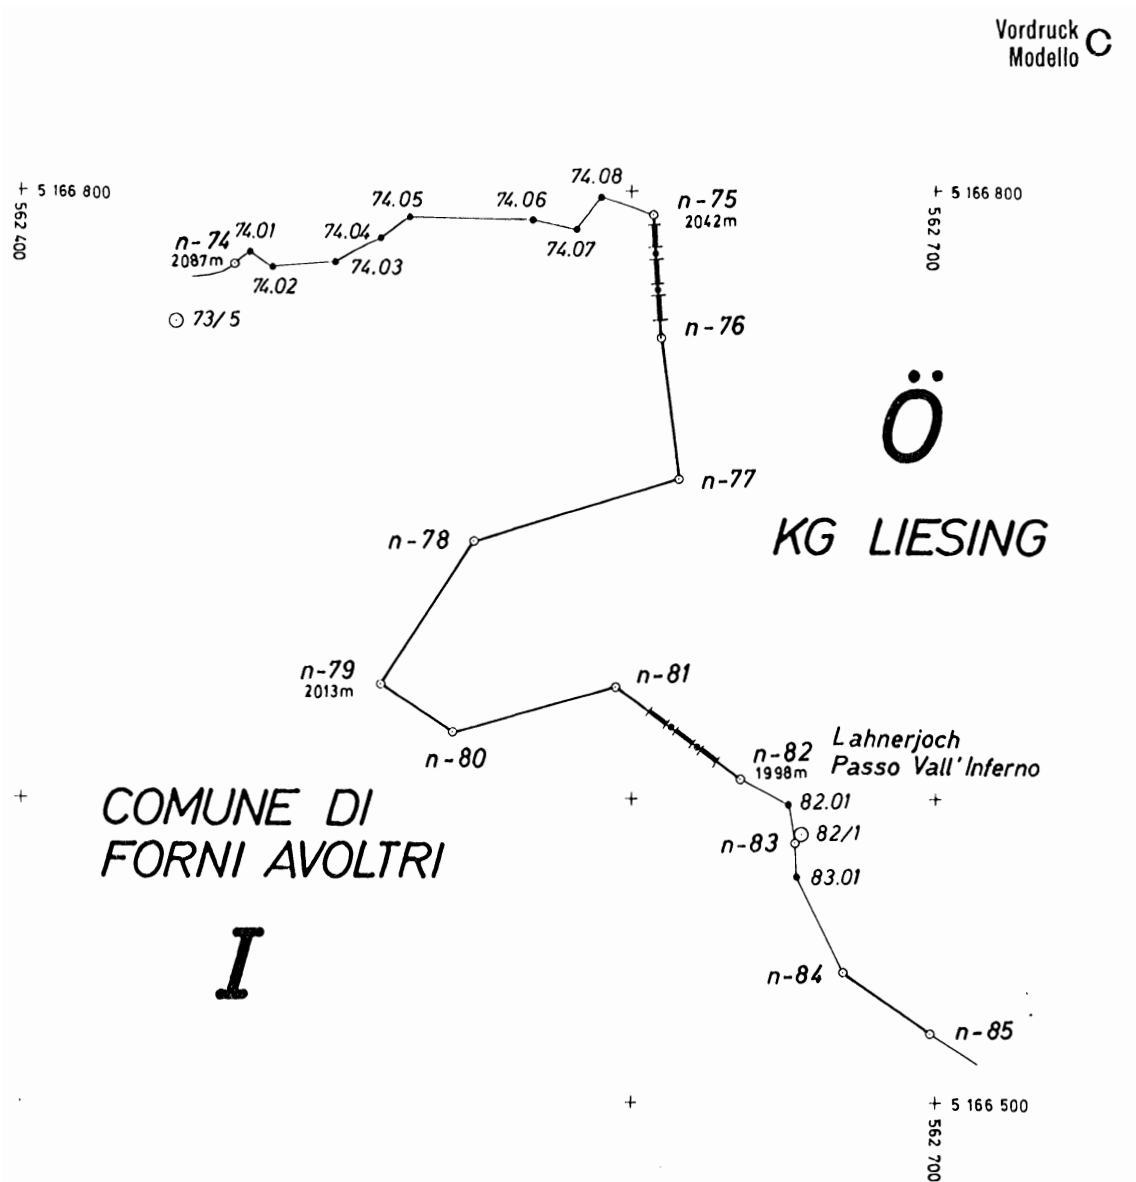 Vordruck
Modello C
5 166 800
562 400
5 166 800
562 700
74.08
74.05
74.06
n-75
2042m
n-74
74.01
74.04
74.07
2087m
74.03
74.02
73/5
n-76
Ö
n-77
KG LIESING
n-78
n-79
2013m
n-81
n-80
n-82
1998m
Lahnerjoch
Passo Vall'Inferno
COMUNE DI
FORNI AVOLTRI
82.01
82/1
n-83
83.01
I
n-84
n-85
5 166 500
562 700